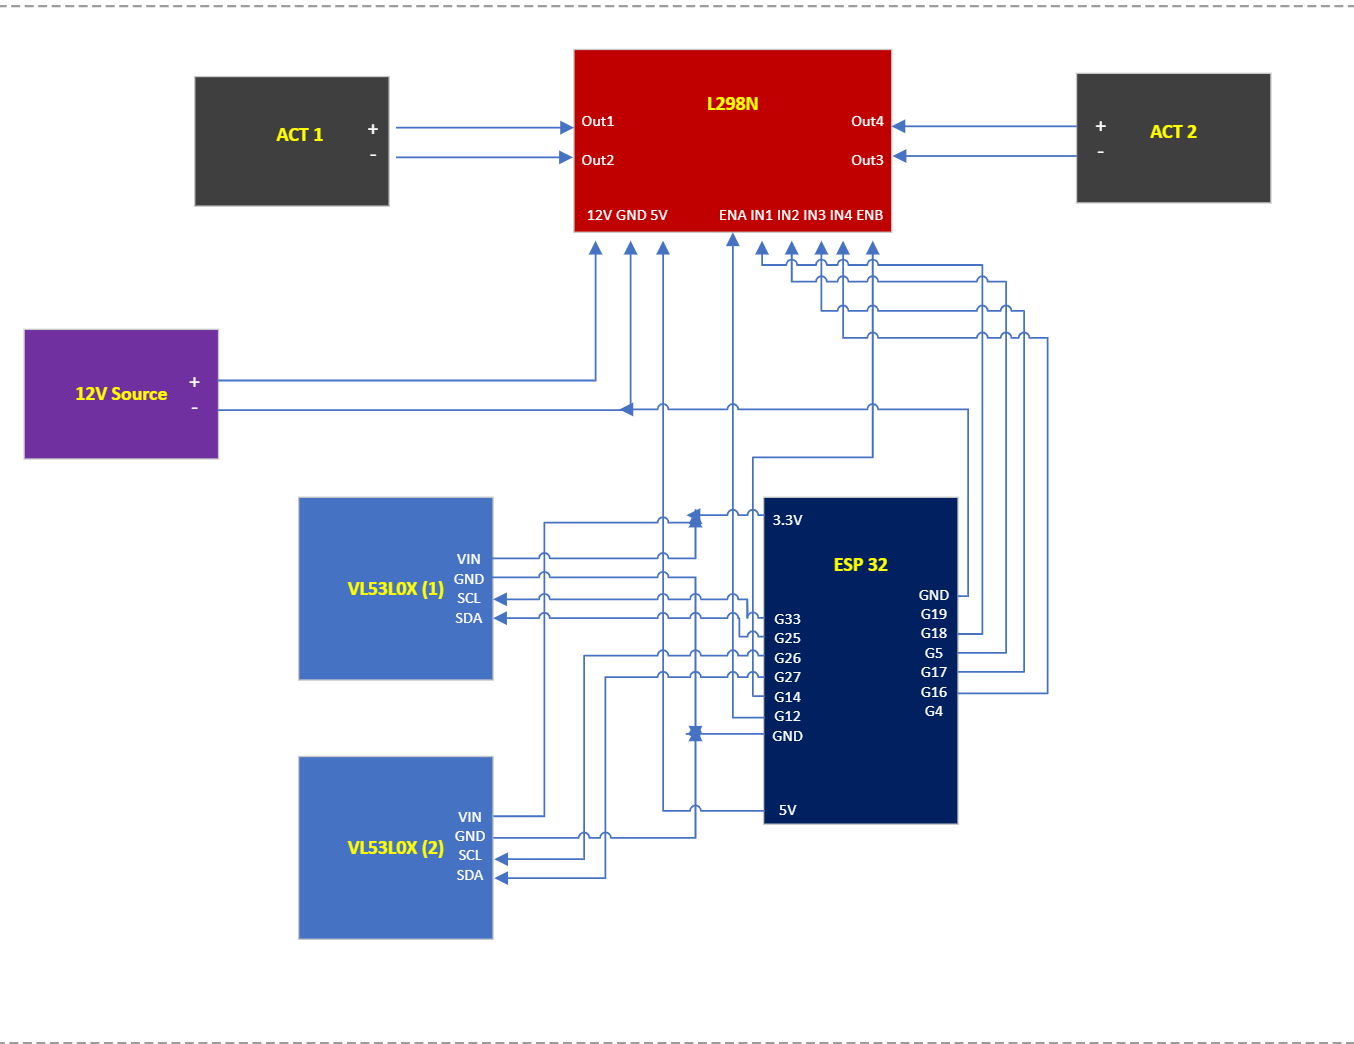 L298N
ACT 1
+
-
Out1
Out2
Out4
Out3
+
-
ACT 2
12V GND 5V
ENA IN1 IN2 IN3 IN4 ENB
12V Source
+
-
VL53L0X (1)
VIN
GND
SCL
SDA
ESP 32
3.3V
G33
G25
G26
G27
G14
G12
GND
5V
GND
G19
G18
G5
G17
G16
G4
VL53L0X (2)
VIN
GND
SCL
SDA